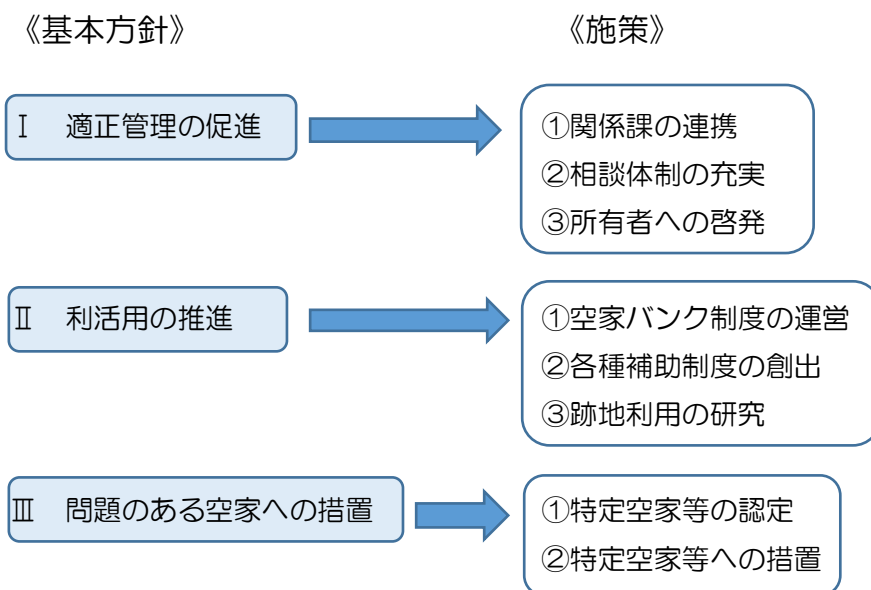 《基本方針》 《施策》
Ⅰ 適正管理の促進
①関係課の連携
②相談体制の充実
③所有者への啓発
Ⅱ 利活用の推進
①空家バンク制度の運営
②各種補助制度の創出
③跡地利用の研究
Ⅲ 問題のある空家への措置
①特定空家等の認定
②特定空家等への措置